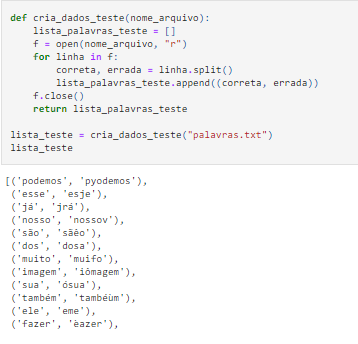 def cria_dados_teste(nome_arquivo):
    lista_palavras_teste = []
    f = open(nome_arquivo, "r")
    for linha in f:
        correta, errada = linha.split()
        lista_palavras_teste.append((correta, errada))
    f.close()
    return lista_palavras_teste

lista_teste = cria_dados_teste("palavras.txt")
lista_teste

[('podemos', 'pyodemos'),
 ('esse', 'esje'),
 ('já', 'jrá'),
 ('nosso', 'nossov'),
 ('são', 'sãêo'),
 ('dos', 'dosa'),
 ('muito', 'muifo'),
 ('imagem', 'iômagem'),
 ('sua', 'ósua'),
 ('também', 'tambéùm'),
 ('ele', 'eme'),
 ('fazer', 'èazer'),